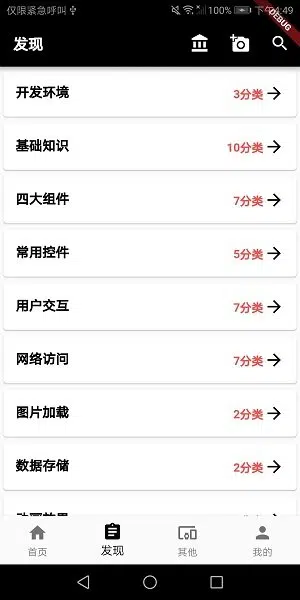 仅限紧急呼叫
100%
下午4:49
DEBUG
发现
开发环境
3分类
基础知识
10分类
四大组件
7分类
常用控件
5分类
用户交互
7分类
网络访问
7分类
图片加载
2分类
数据存储
2分类
首页
发现
其他
我的